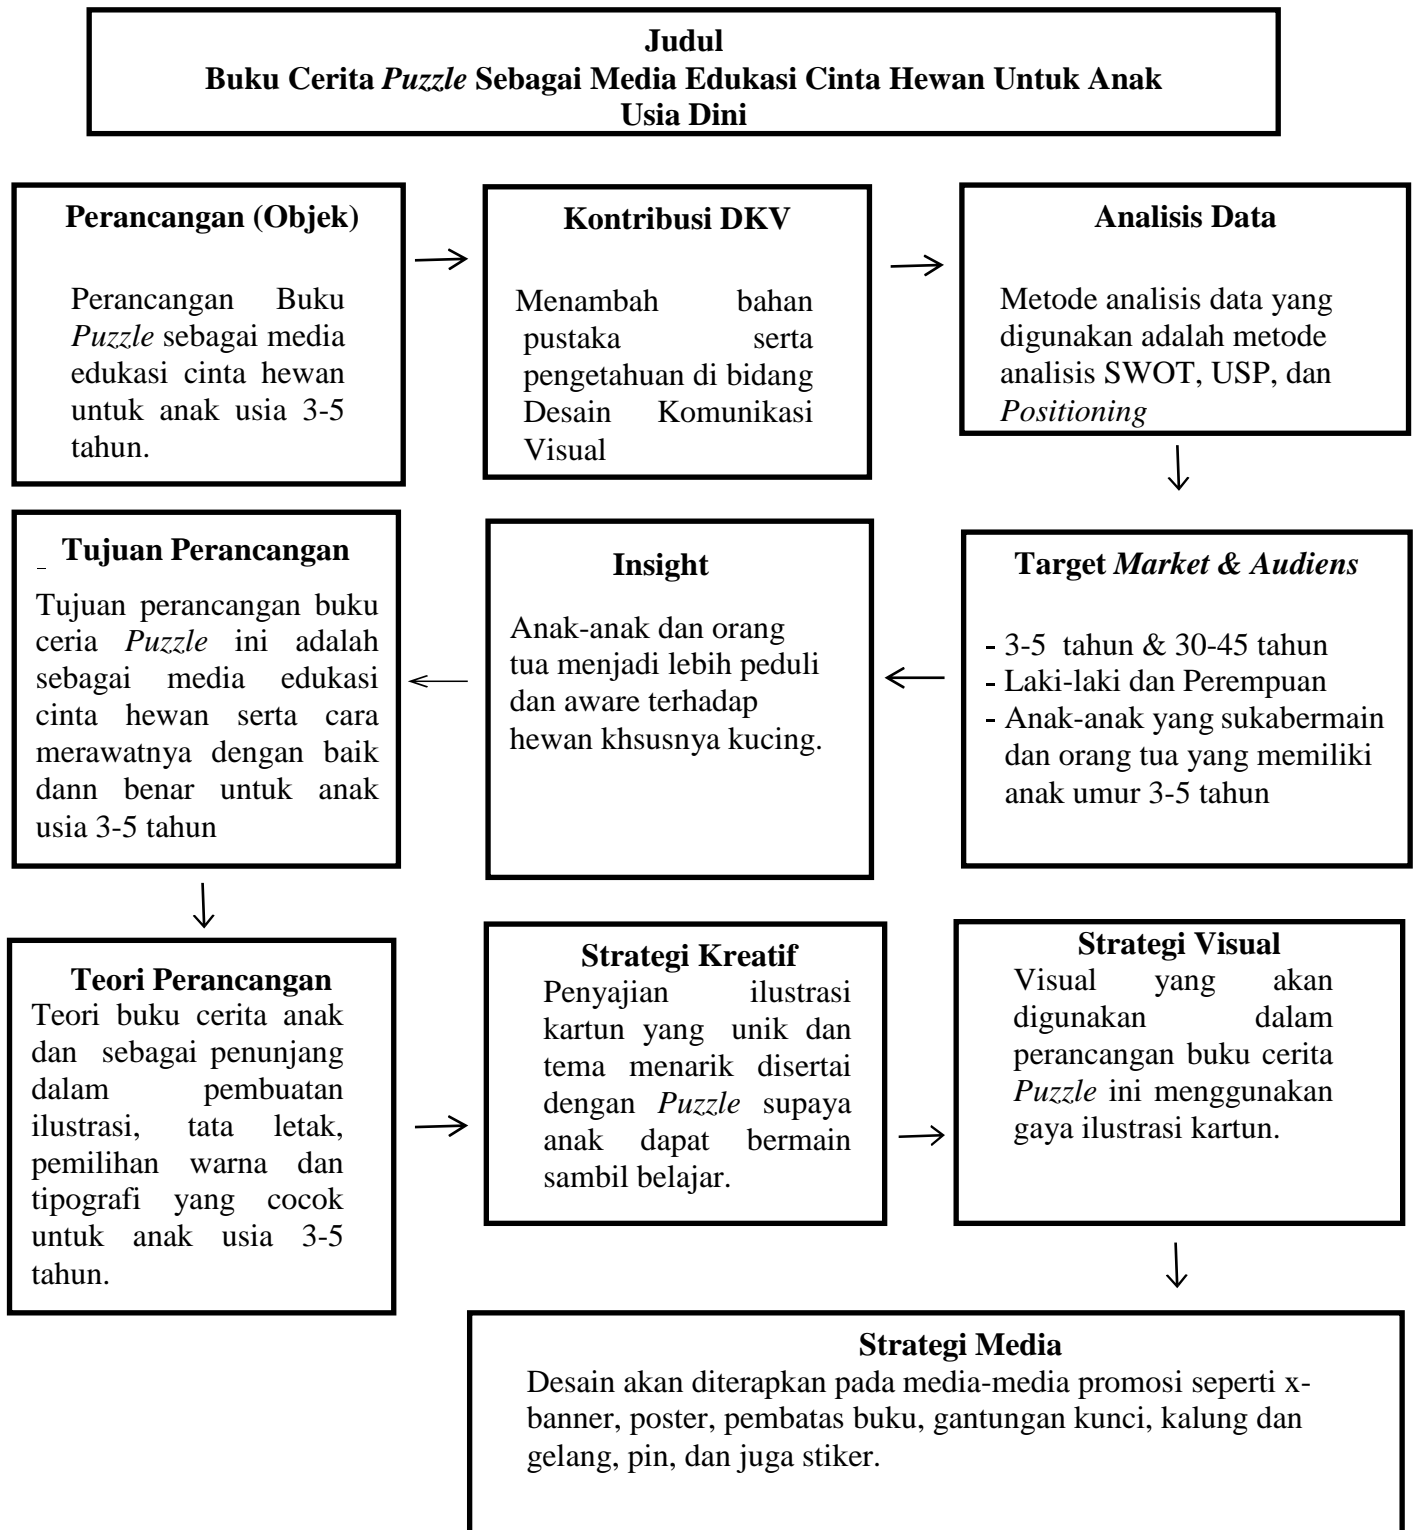 Judul
Buku Cerita Puzzle Sebagai Media Edukasi Cinta Hewan Untuk Anak
Usia Dini
Perancangan (Objek)
Perancangan Buku
Puzzle sebagai media
edukasi cinta hewan
untuk anak usia 3-5
tahun.
Kontribusi DKV
Menambah bahan
pustaka serta
pengetahuan di bidang
Desain Komunikasi
Visual
Analisis Data
Metode analisis data yang
digunakan adalah metode
analisis SWOT, USP, dan
Positioning
Target Market & Audiens
- 3-5 tahun & 30-45 tahun
- Laki-laki dan Perempuan
- Anak-anak yang sukabermain
dan orang tua yang memiliki
anak umur 3-5 tahun
Insight
Anak-anak dan orang
tua menjadi lebih peduli
dan aware terhadap
hewan khsusnya kucing.
Tujuan Perancangan
Tujuan perancangan buku
ceria Puzzle ini adalah
sebagai media edukasi
cinta hewan serta cara
merawatnya dengan baik
dann benar untuk anak
usia 3-5 tahun
Teori Perancangan
Teori buku cerita anak
dan sebagai penunjang
dalam pembuatan
ilustrasi, tata letak,
pemilihan warna dan
tipografi yang cocok
untuk anak usia 3-5
tahun.
Strategi Kreatif
Penyajian ilustrasi
kartun yang unik dan
tema menarik disertai
dengan Puzzle supaya
anak dapat bermain
sambil belajar.
Strategi Visual
Visual yang akan
digunakan dalam
perancangan buku cerita
Puzzle ini menggunakan
gaya ilustrasi kartun.
Strategi Media
Desain akan diterapkan pada media-media promosi seperti x-
banner, poster, pembatas buku, gantungan kunci, kalung dan
gelang, pin, dan juga stiker.